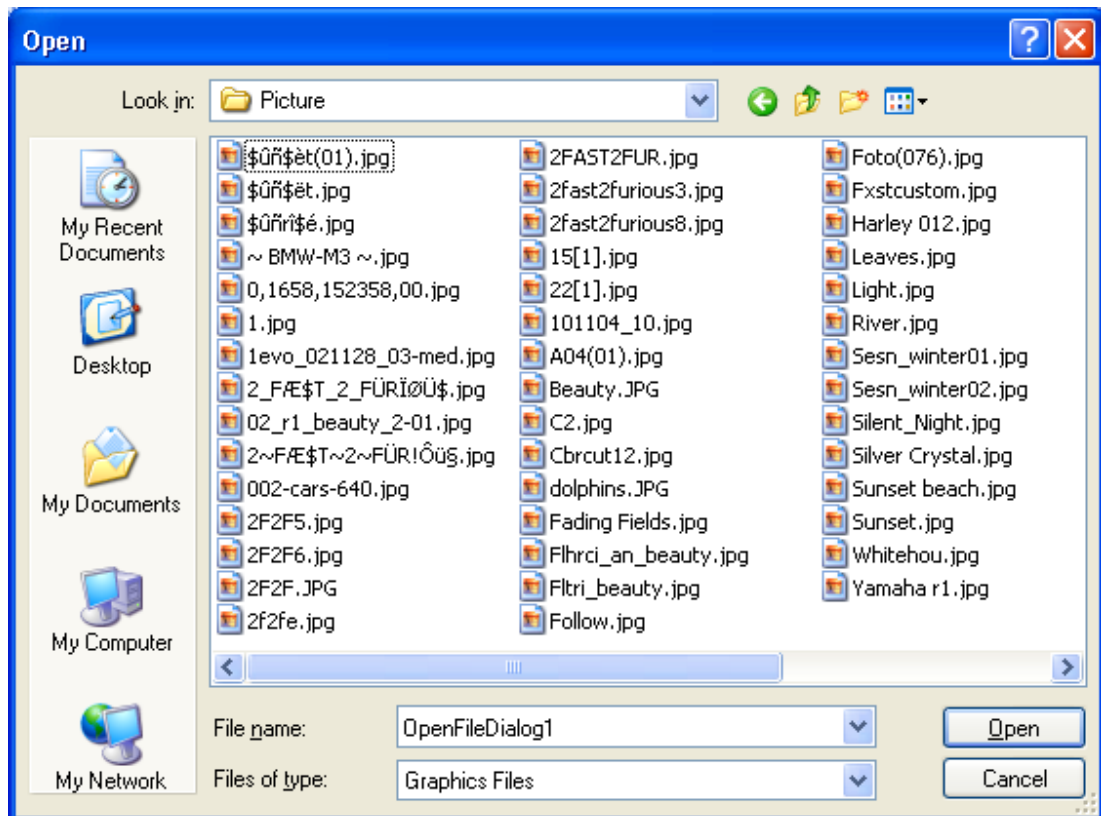 Open
Look in:
Picture
My Recent
Documents
Desktop
My Documents
My Computer
My Network
$ûñ$èt(01).jpg
$ûñ$ët.jpg
$ûñrî$é.jpg
~ BMW-M3 ~.jpg
0,1658,152358,00.jpg
1.jpg
1evo_021128_03-med.jpg
2_FÆ$T_2_FÜRÏØÜ$.jpg
02_r1_beauty_2-01.jpg
2~FÆ$T~2~FÜR!Ôü§.jpg
002-cars-640.jpg
2F2F5.jpg
2F2F6.jpg
2F2F.JPG
2f2fe.jpg
2FAST2FUR.jpg
2fast2furious3.jpg
2fast2furious8.jpg
15[1].jpg
22[1].jpg
101104_10.jpg
A04(01).jpg
Beauty.JPG
C2.jpg
Cbrcut12.jpg
dolphins.JPG
Fading Fields.jpg
Flhrci_an_beauty.jpg
Fltri_beauty.jpg
Follow.jpg
Foto(076).jpg
Fxstcustom.jpg
Harley 012.jpg
Leaves.jpg
Light.jpg
River.jpg
Sesn_winter01.jpg
Sesn_winter02.jpg
Silent_Night.jpg
Silver Crystal.jpg
Sunset beach.jpg
Sunset.jpg
Whitehou.jpg
Yamaha r1.jpg
File name:
OpenFileDialog1
Open
Files of type:
Graphics Files
Cancel